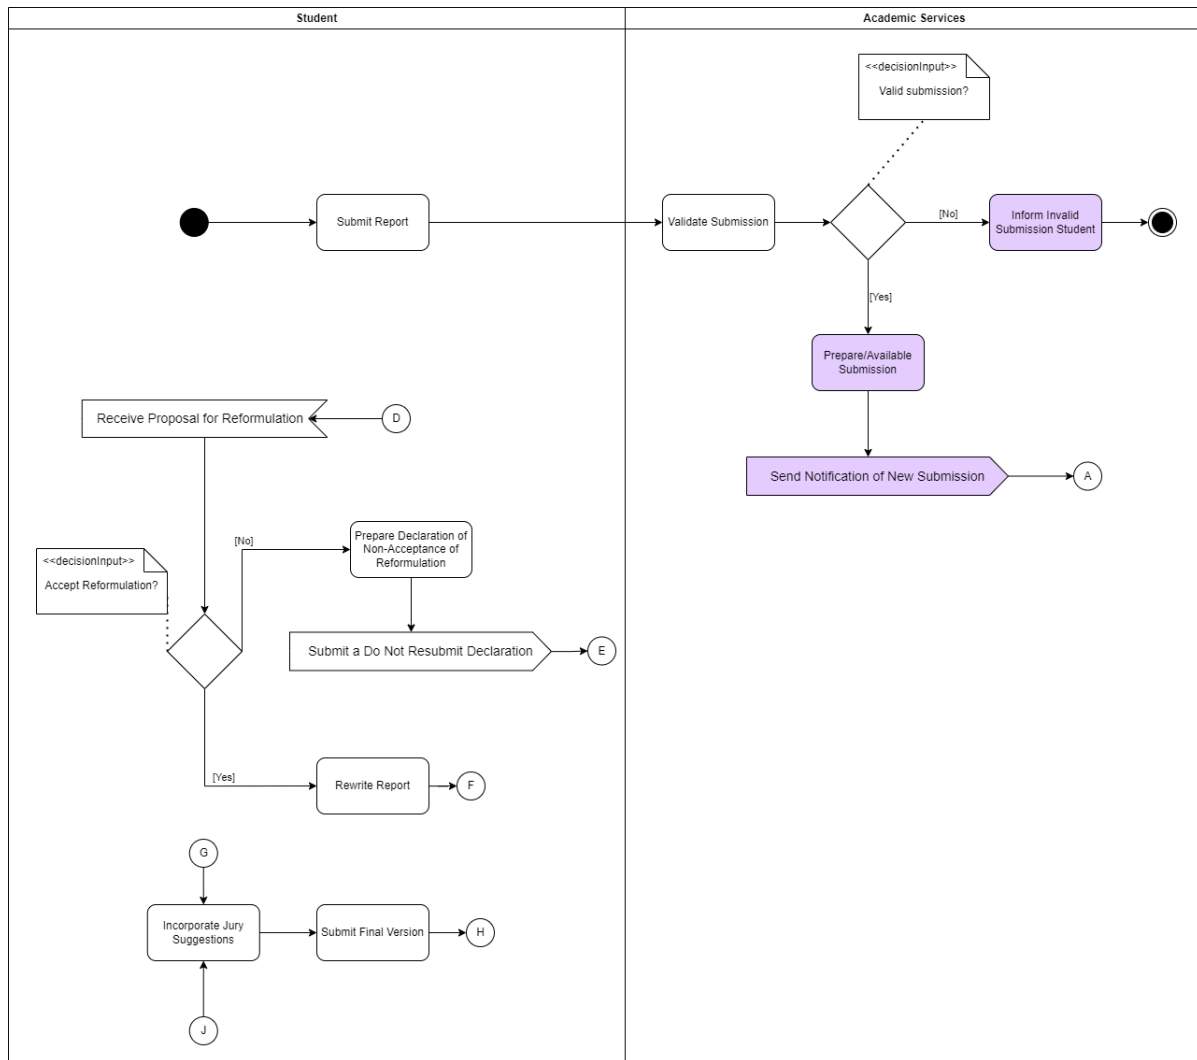 Student
Academic Services
<<decisionInput>>
Valid submission?
Submit Report
Validate Submission
[No]
Inform Invalid
Submission Student
[Yes]
Prepare/Available
Submission
Receive Proposal for Reformulation
D
Send Notification of New Submission
A
<<decisionInput>>
Accept Reformulation?
[No]
Prepare Declaration of
Non-Acceptance of
Reformulation
Submit a Do Not Resubmit Declaration
E
[Yes]
Rewrite Report
F
G
Incorporate Jury
Suggestions
Submit Final Version
H
J